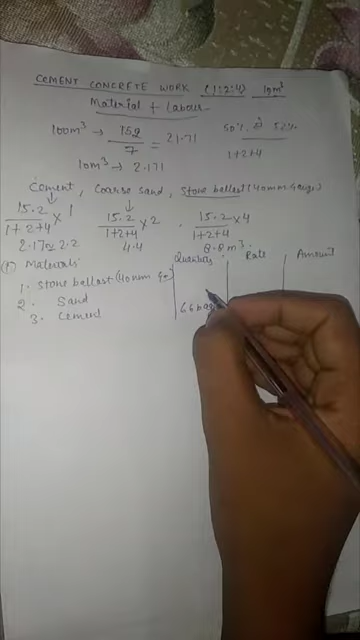 CEMENT CONCRETE WORK (1:2:4) 10m³
Material + Labour
100m³ → 152/7 = 21.71 50% @ 52%
1+2+4
10m³ → 2.171
Cement, Coarse sand, Stone ballast (40mm Gauge)
15.2/1+2+4 × 1 15.2/1+2+4 × 2 15.2/1+2+4 × 4
2.17 ≈ 2.2 4.4 8.8 m³
(1) Materials Quantity Rate Amount
1. Stone ballast (40mm
2. Sand
3. Cement 66 bags